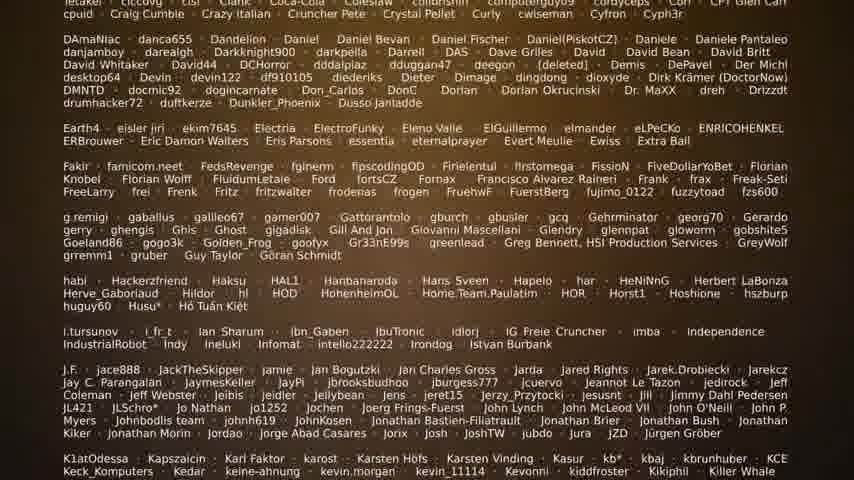 cpuid · Craig Cumbie · Crazy Italian · Cruncher Pete · Crystal Pellet · Curly · cwiseman · Cyfron · Cyph3r
DAmaNiac · danca655 · Dandelion · Daniel · Daniel Bevan · Daniel.Fischer · Daniel(PiskotCZ) · Daniele · Daniele Pantaleo
danjamboy · darealgh · Darkknight900 · darkpella · Darrell · DAS · Dave Grilles · David · David Bean · David Britt ·
David Whitaker · David44 · DCHorror · dddalplaz · dduggan47 · deegon · [deleted] · Demis · DePavel · Der Michl
desktop64 · Devin · devin122 · df910105 · diederiks · Dieter · Dimage · dingdong · dioxyde · Dirk Krämer (DoctorNow)
DMNTD · docmic92 · dogincarnate · Don_Carlos · DonC · Dorian · Dorlan Okrucinski · Dr. MaXX · dreh · Drizzdt
drumhacker72 · duftkerze · Dunkler_Phoenix · Dusso Janladde
Earth4 · eisler jiri · ekim7645 · Electria · ElectroFunky · Eleno Valle · ElGuillermo · elmander · eLPeCKo · ENRICOHENKEL
ERBrouwer · Eric Damon Walters · Eris Parsons · essentia · eternalprayer · Evert Meulie · Ewiss · Extra Ball
Fakir · famicom.neet · FedsRevenge · fginerm · fipscodingOD · Firielentul · firstomega · FissioN · FiveDollarYoBet · Florian
Knobel · Florian Wolff · FluidumLetaie · Ford · fortsCZ · Fornax · Francisco Alvarez Raineri · Frank · frax · Freak-Seti
FreeLarry · frei · Frenk · Fritz · fritzwalter · frodenas · frogen · FruehwF · FuerstBerg · fujimo_0122 · fuzzytoad · fzs600
g.remigi · gaballus · galileo67 · gamer007 · Gattorantolo · gburch · gbusler · gcq · Gehrminator · georg70 · Gerardo
gerry · ghengis · Ghis · Ghost · gigadisk · Gill And Jon · Giovanni Mascellani · Glendry · glennpat · gloworm · gobshite5
Goeland86 · gogo3k · Golden_Frog · goofyx · Gr33nE99s · greenlead · Greg Bennett, HSI Production Services · GreyWolf
grremm1 · gruber · Guy Taylor · Göran Schmidt
habi · Hackerzfriend · Haksu · HAL1 · Hanbanaroda · Hans Sveen · Hapelo · har · HeNiNnG · Herbert LaBonza
Herve_Gaboriaud · Hildor · hl · HOD · HohenheimOL · Home.Team.Paulatim · HOR · Horst1 · Hoshione · hszburp
huguy60 · Husu* · Hồ Tuấn Kiệt
I.tursunov · i_fr_t · Ian Sharum · ibn_Gaben · IbuTronic · idlorj · IG Freie Cruncher · imba · Independence
IndustrialRobot · Indy · Ineluki · Infomat · intello222222 · Irondog · Istvan Burbank
J.F. · jace888 · JackTheSkipper · jamie · Jan Bogutzki · Jan Charles Gross · Jarda · Jared Rights · Jarek.Drobiecki · Jarekcz
Jay C. Parangalan · JaymesKeller · JayPi · jbrooksbudhoo · jburgess777 · jcuervo · Jeannot Le Tazon · jedirock · Jeff
Coleman · Jeff Webster · Jeibis · jeidler · Jellybean · Jens · jeret15 · Jerzy_Przytocki · jesusnt · Jill · Jimmy Dahl Pedersen
JL421 · JLSchro* · Jo Nathan · jo1252 · Jochen · Joerg Frings-Fuerst · John Lynch · John McLeod VII · John O'Neill · John P.
Myers · Johnbodlis team · johnh619 · JohnKosen · Jonathan Bastien-Filiatrault · Jonathan Brier · Jonathan Bush · Jonathan
Kiker · Jonathan Morin · Jordao · Jorge Abad Casares · Jorix · Josh · JoshTW · jubdo · Jura · JZD · Jürgen Gröber
K1atOdessa · Kapszaicin · Karl Faktor · karost · Karsten Höfs · Karsten Vinding · Kasur · kb* · kbaj · kbrunhuber · KCE
Keck_Komputers · Kedar · keine-ahnung · kevin.morgan · kevin_11114 · Kevonni · kiddfroster · Kikiphil · Killer Whale